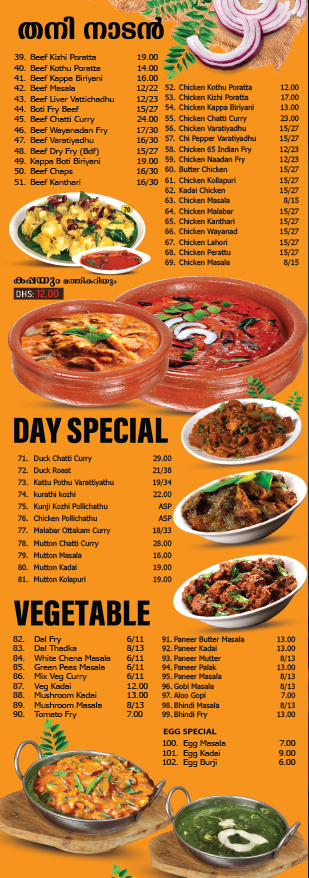 തനി നാടൻ
39. Beef Kizhi Poratta 19.00
40. Beef Kothu Poratta 14.00
41. Beef Kappa Biriyani 16.00
42. Beef Masala 12/22
43. Beef Liver Vattichadhu 12/23
44. Boti Fry Beef 15/27
45. Beef Chatti Curry 24.00
46. Beef Wayanadan Fry 17/30
47. Beef Varatiyadhu 16/30
48. Beef Dry Fry (Bdf) 15/27
49. Kappa Boti Biriyani 19.00
50. Beef Chaps 16/30
51. Beef Kanthari 16/30
52. Chicken Kothu Poratta 12.00
53. Chicken Kizhi Poratta 17.00
54. Chicken Kappa Biriyani 13.00
55. Chicken Chatti Curry 23.00
56. Chicken Varatiyadhu 15/27
57. Chi Pepper Varatiyadhu 15/27
58. Chicken 65 Indian Fry 12/23
59. Chicken Naadan Fry 12/23
60. Butter Chicken 15/27
61. Chicken Kollapuri 15/27
62. Kadai Chicken 15/27
63. Chicken Masala 8/15
64. Chicken Malabar 15/27
65. Chicken Kanthari 15/27
66. Chicken Wayanad 15/27
67. Chicken Lahori 15/27
68. Chicken Perattu 15/27
69. Chicken Masala 8/15
70
കപ്പയും മത്തികറിയും
DHS: 12.00
DAY SPECIAL
71. Duck Chatti Curry 29.00
72. Duck Roast 21/38
73. Kattu Pothu Varattiyathu 19/34
74. kurathi kozhi 22.00
75. Kunji Kozhi Pollichathu ASP
76. Chicken Pollichathu ASP
77. Malabar Ottakam Curry 18/33
78. Mutton Chatti Curry 28.00
79. Mutton Masala 16,00
80. Mutton Kadai 19.00
81. Mutton Kolapuri 19.00
VEGETABLE
82. Dal Fry 6/11
83. Dal Thadka 8/13
84. White Chena Masala 6/11
85. Green Peas Masala 6/11
86. Mix Veg Curry 6/11
87. Veg Kadai 12.00
88. Mushroom Kadai 13.00
89. Mushroom Masala 8/13
90. Tomato Fry 7.00
91. Paneer Butter Masala 13.00
92. Paneer Kadai 13.00
93. Paneer Mutter 8/13
94. Paneer Palak 13.00
95. Paneer Masala 8/13
96. Gobi Masala 8/13
97. Aloo Gopi 7.00
98. Bhindi Masala 8/13
99. Bhindi Fry 13.00
EGG SPECIAL
100. Egg Masala 7.00
101. Egg Kadai 9.00
102. Egg Burji 6.00